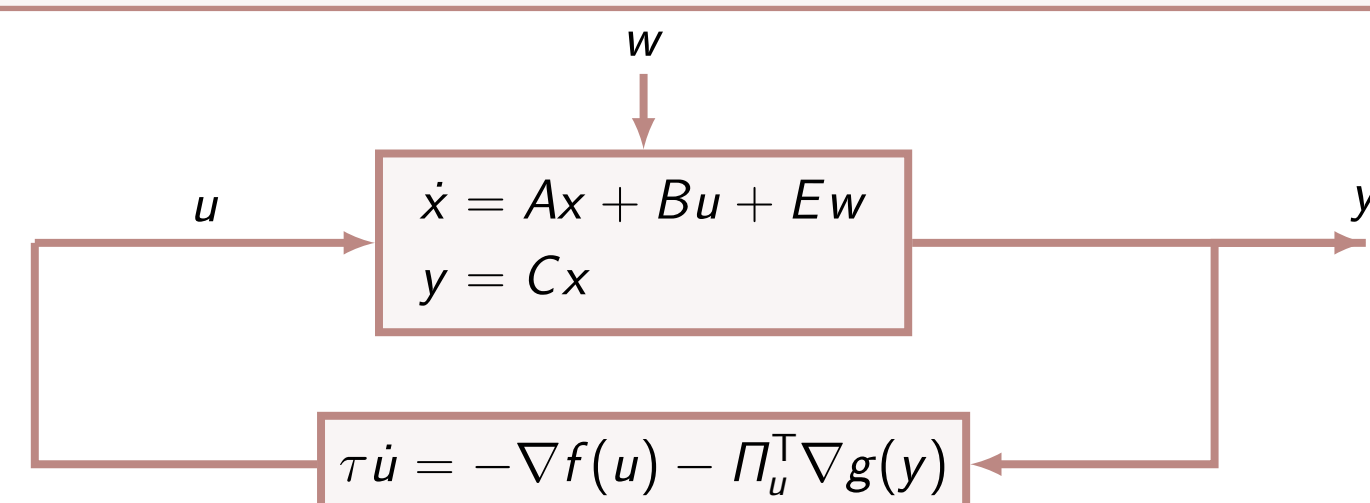 w
u
ẋ = Ax + Bu + Ew
y
y = Cx
τu̇ = −∇f(u) − Π_u^⊤∇g(y)